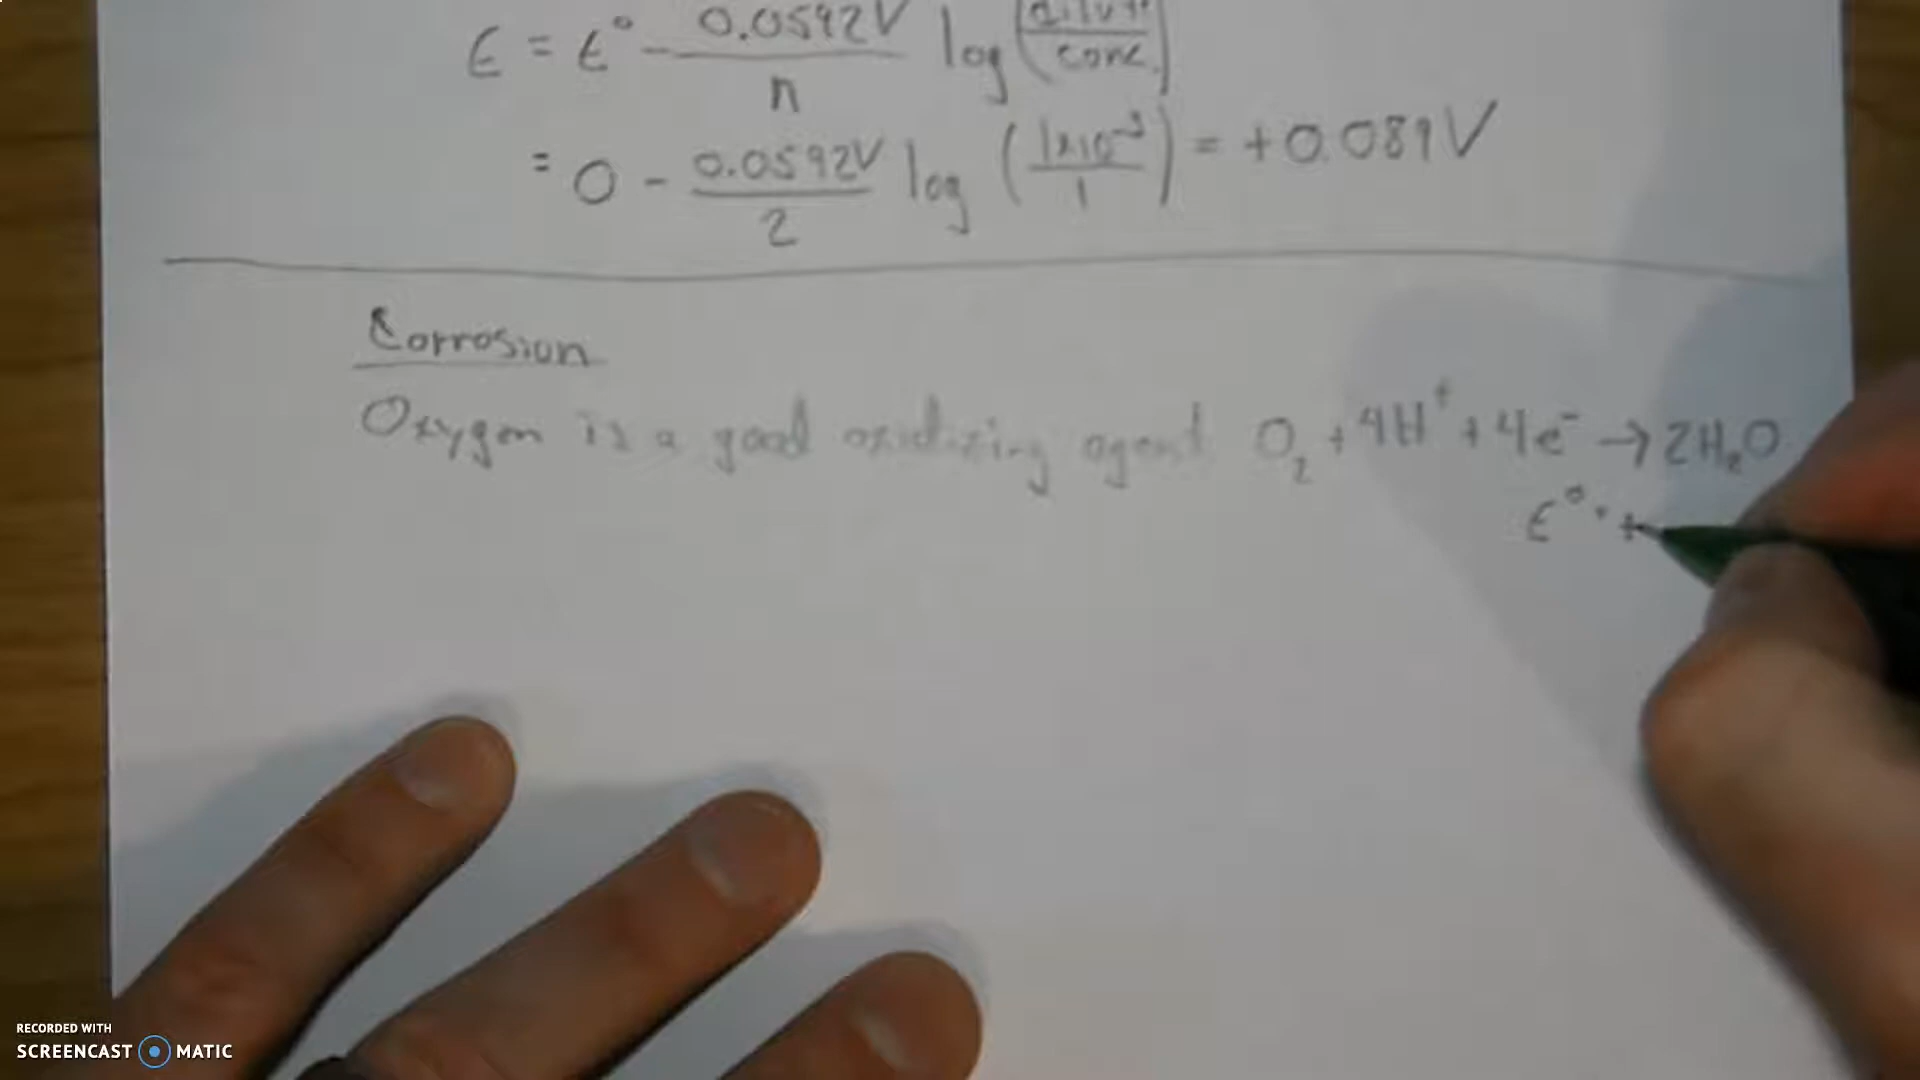 E = E° - 0.0592V / n log (dilute / conc.)
= 0 - 0.0592V / 2 log (1x10⁻³ / 1) = +0.089V
Corrosion
Oxygen is a good oxidizing agent O₂ + 4H⁺ + 4e⁻ → 2H₂O
E° = +
RECORDED WITH
SCREENCAST MATIC